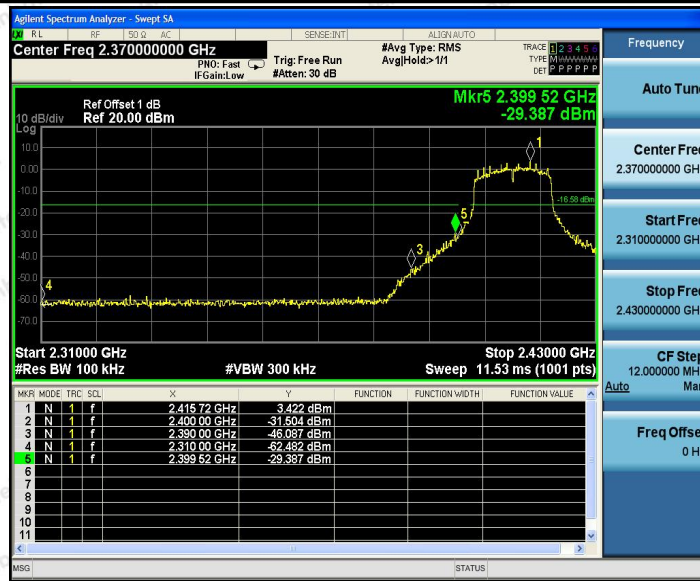 Agilent Spectrum Analyzer - Swept SA
LXI RL RF 50 Ω AC SENSE:INT ALIGN AUTO
Center Freq 2.370000000 GHz
PNO: Fast
IFGain:Low
Trig: Free Run
#Atten: 30 dB
#Avg Type: RMS
Avg|Hold:>1/1
TRACE 1 2 3 4 5 6
TYPE M
DET P P P P P P
Frequency
Auto Tune
Center Freq
2.370000000 GH
Start Freq
2.310000000 GH
Stop Freq
2.430000000 GH
CF Step
12.000000 MH
Auto Ma
Freq Offse
0 H
Mkr5 2.399 52 GHz
-29.387 dBm
Ref Offset 1 dB
10 dB/div Ref 20.00 dBm
Log
10.0
0.00
-10.0
-20.0
-30.0
-40.0
-50.0
-60.0
-70.0
1
-16.58 dBm
5
3
4
Start 2.31000 GHz Stop 2.43000 GHz
#Res BW 100 kHz #VBW 300 kHz Sweep 11.53 ms (1001 pts)
MKR MODE TRC SCL X Y FUNCTION FUNCTION WIDTH FUNCTION VALUE
1 N 1 f 2.415 72 GHz 3.422 dBm
2 N 1 f 2.400 00 GHz -31.504 dBm
3 N 1 f 2.390 00 GHz -46.087 dBm
4 N 1 f 2.310 00 GHz -62.482 dBm
5 N 1 f 2.399 52 GHz -29.387 dBm
6
7
8
9
10
11
MSG STATUS